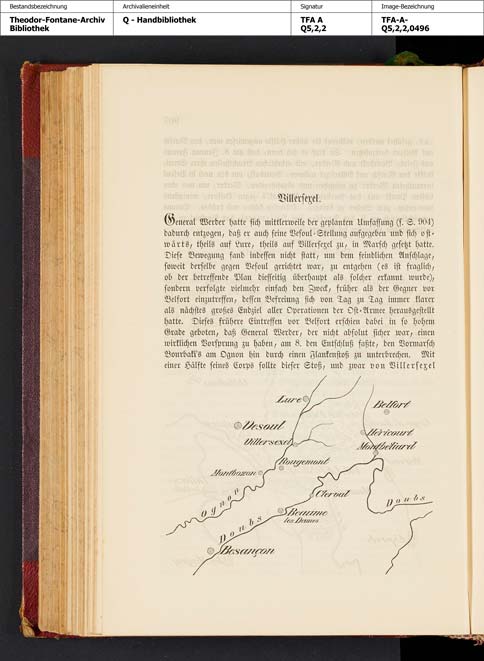 Bestandsbezeichnung
Archivalieneinheit
Signatur
Image-Bezeichnung
Theodor-Fontane-Archiv
Bibliothek
Q - Handbibliothek
TFA A
Q5,2,2
TFA-A-
Q5,2,2,0496
Villersexel.
General Werder hatte sich mittlerweile der geplanten Umfassung (s. S. 904)
dadurch entzogen, daß er auch seine Vesoul-Stellung aufgegeben und sich ost-
wärts, theils auf Lure, theils auf Villersexel zu, in Marsch gesetzt hatte.
Diese Bewegung fand indessen nicht statt, um dem feindlichen Anschlage,
soweit derselbe gegen Vesoul gerichtet war, zu entgehen (es ist fraglich,
ob der betreffende Plan diesseitig überhaupt als solcher erkannt wurde),
sondern verfolgte vielmehr einfach den Zweck, früher als der Gegner vor
Belfort einzutreffen, dessen Befreiung sich von Tag zu Tag immer klarer
als nächstes großes Endziel aller Operationen der Ost-Armee herausgestellt
hatte. Dieses frühere Eintreffen vor Belfort erschien dabei in so hohem
Grade geboten, daß General Werder, der nicht absolut sicher war, einen
wirklichen Vorsprung zu haben, am 8. den Entschluß faßte, den Vormarsch
Bourbaki's am Ognon hin durch einen Flankenstoß zu unterbrechen. Mit
einer Hälfte seines Corps sollte dieser Stoß, und zwar von Villersexel
Lure
Belfort
Vesoul
Héricourt
Villersexel
Montbéliard
Rougemont
Montbozon
Clerval
Ognon
Doubs
Beaume
les Dames
Doubs
Besançon